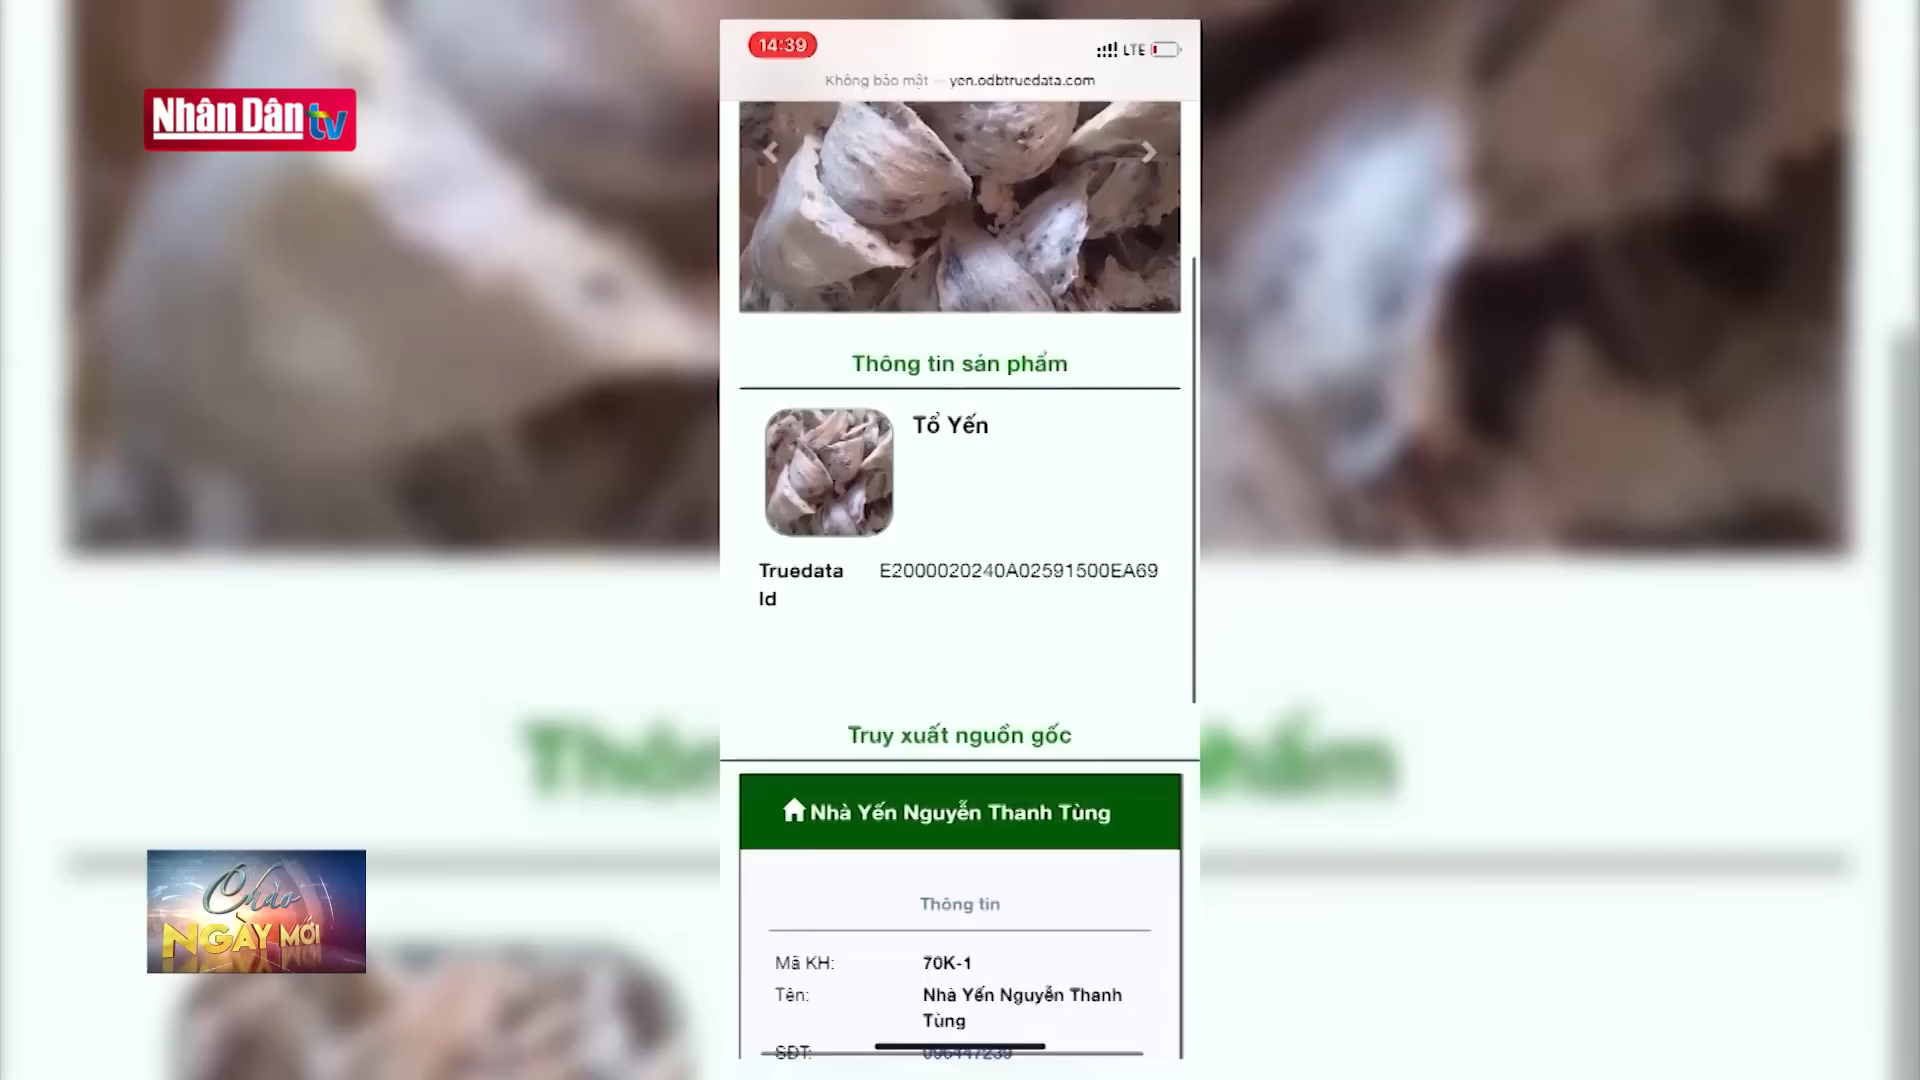 Nhân Dân tv
14:39
LTE
Không bảo mật — yen.odbtruedata.com
Thông tin sản phẩm
Tổ Yến
Truedata Id
E2000020240A02591500EA69
Truy xuất nguồn gốc
Nhà Yến Nguyễn Thanh Tùng
Thông tin
Mã KH: 70K-1
Tên: Nhà Yến Nguyễn Thanh
Tùng
SĐT:
Chào
NGÀY MỚI